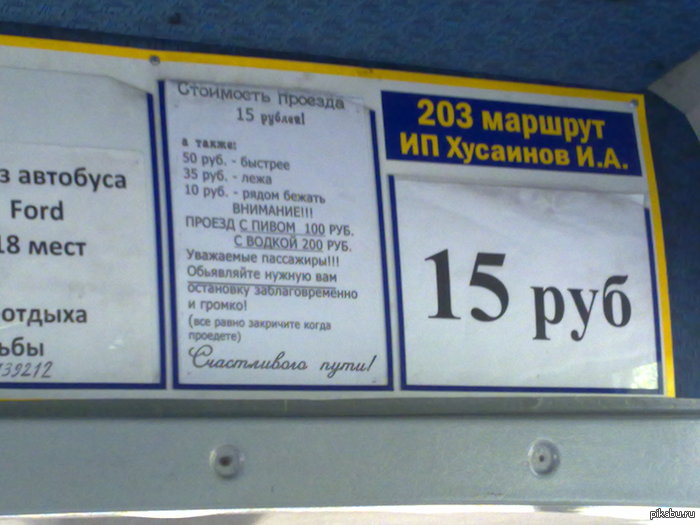 з автобуса
Ford
18 мест
отдыха
ьбы
39212
Стоимость проезда
15 рублей!
а также:
50 руб. - быстрее
35 руб. - лежа
10 руб. - рядом бежать
ВНИМАНИЕ!!!
ПРОЕЗД С ПИВОМ 100 РУБ.
С ВОДКОЙ 200 РУБ.
Уважаемые пассажиры!!!
Обьявляйте нужную вам
остановку заблаговременно
и громко!
(все равно закричите когда
проедете)
Счастливого пути!
203 маршрут
ИП Хусаинов И.А.
15 руб
pikabu.ru